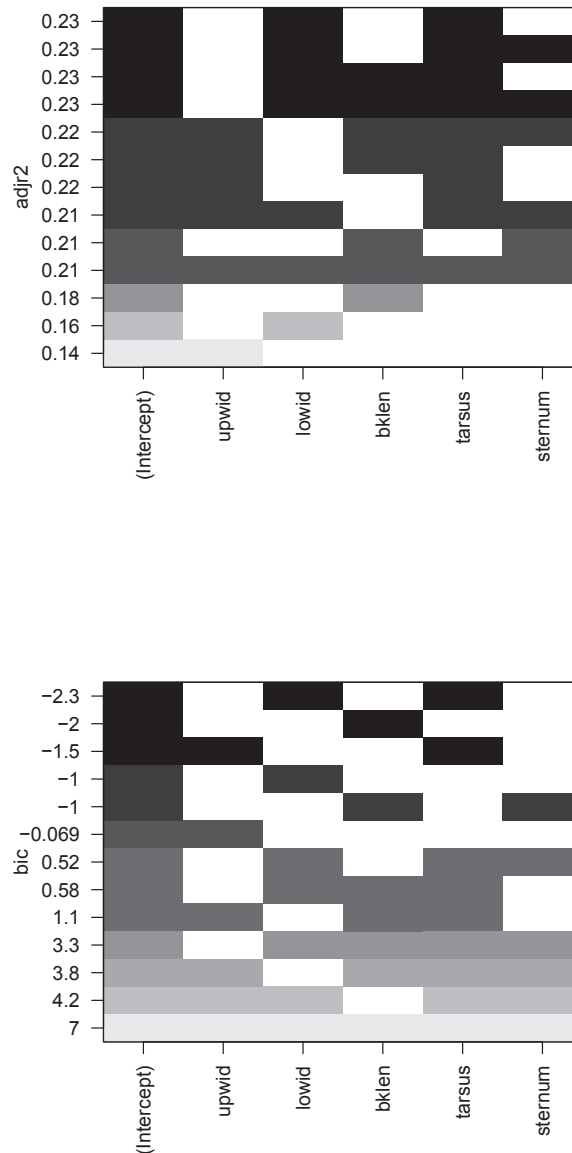 0.23
0.23
0.23
0.23
0.22
0.22
0.22
0.21
0.21
0.21
0.18
0.16
0.14
adjr2
(Intercept)
upwid
lowid
bklen
tarsus
sternum
−2.3
−2
−1.5
−1
−1
−0.069
0.52
0.58
1.1
3.3
3.8
4.2
7
bic
(Intercept)
upwid
lowid
bklen
tarsus
sternum